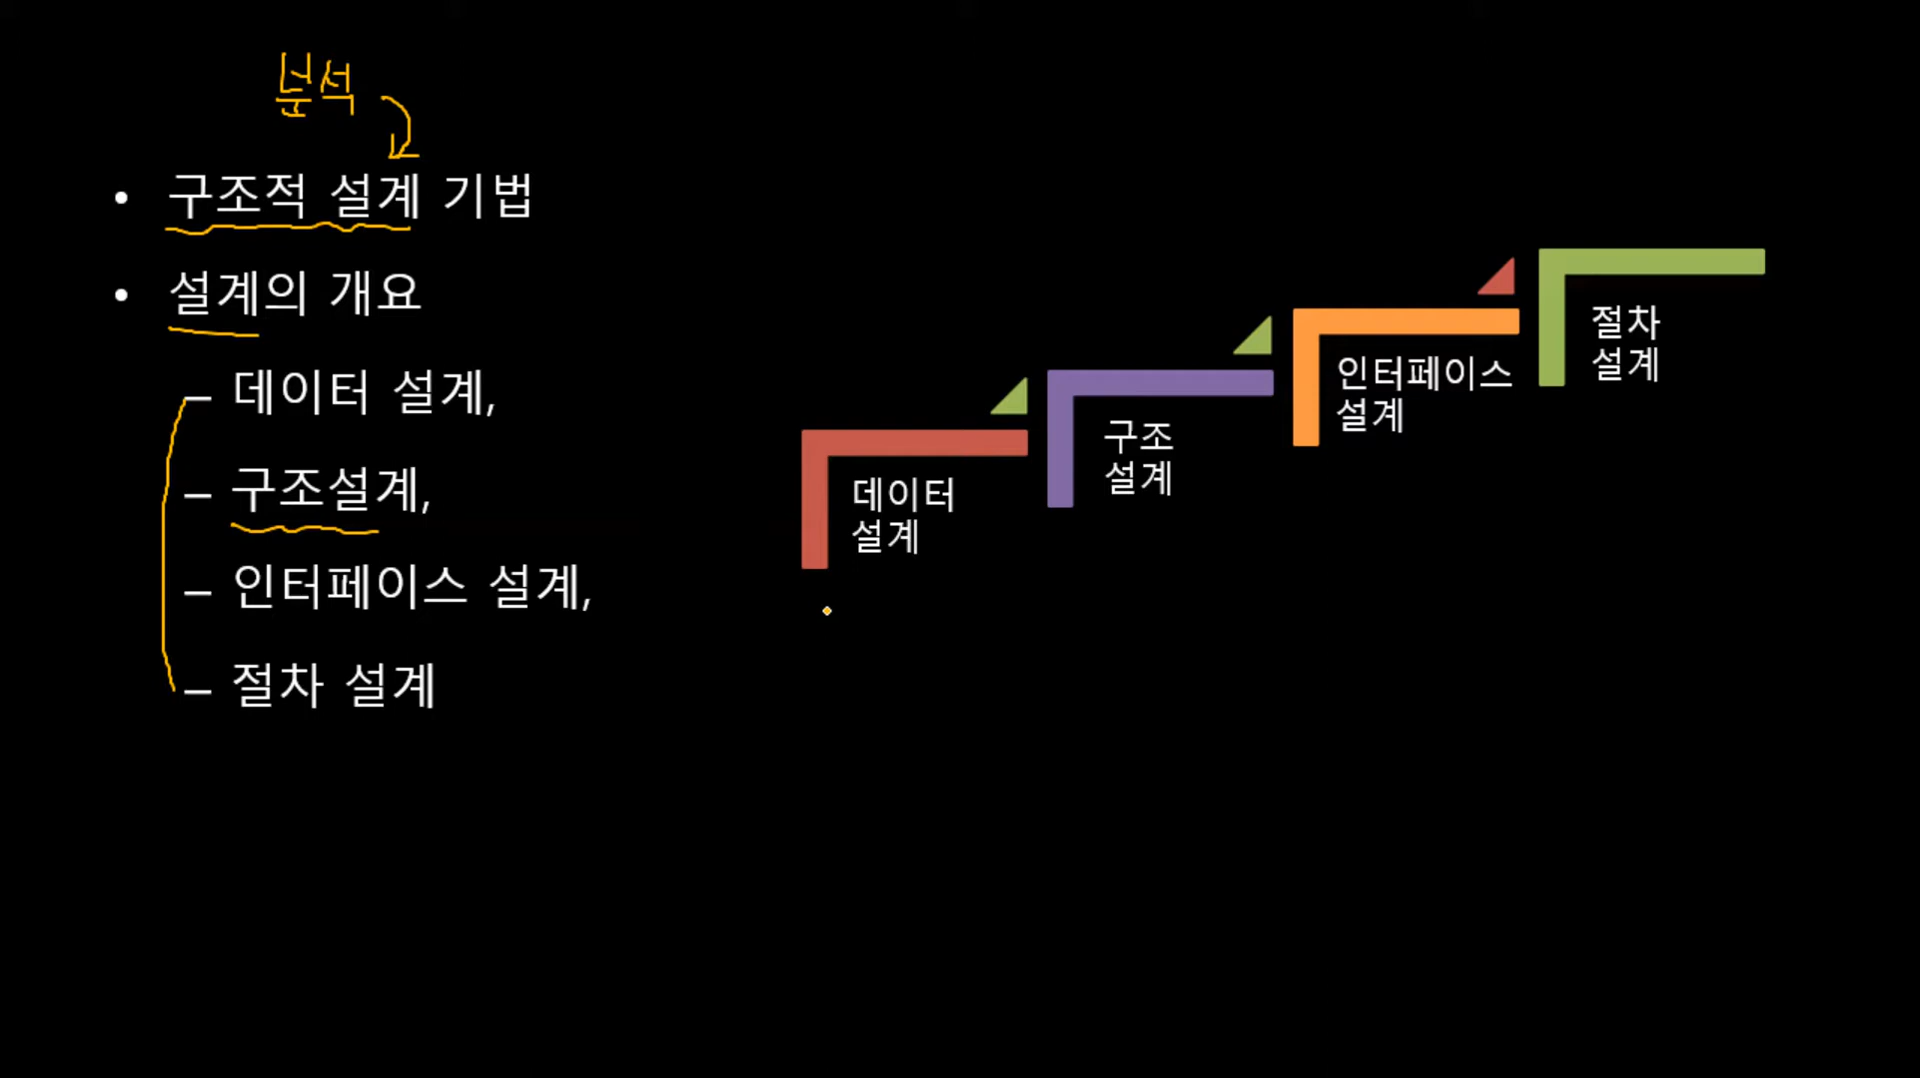 분석
• 구조적 설계 기법
• 설계의 개요
– 데이터 설계,
– 구조설계,
– 인터페이스 설계,
– 절차 설계
데이터
설계
구조
설계
인터페이스
설계
절차
설계